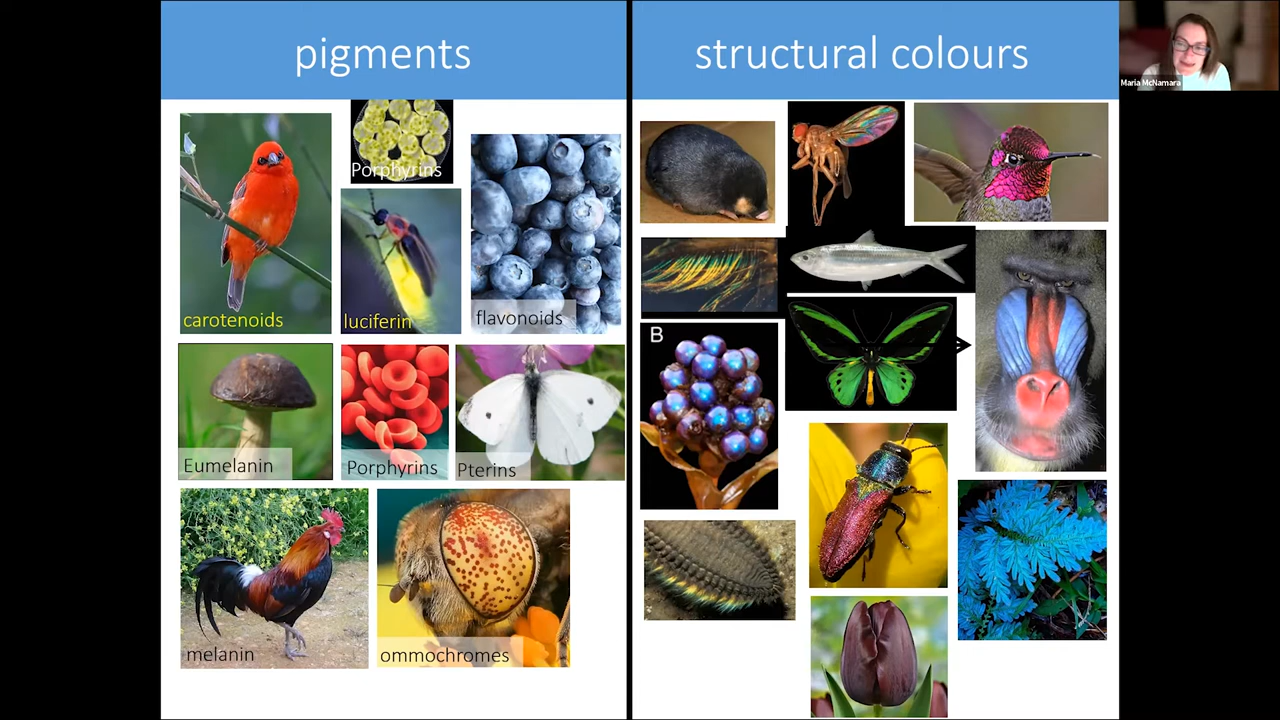 pigments
structural colours
Maria McNamara
Porphyrins
carotenoids
luciferin
flavonoids
Eumelanin
Porphyrins
Pterins
melanin
ommochromes
B